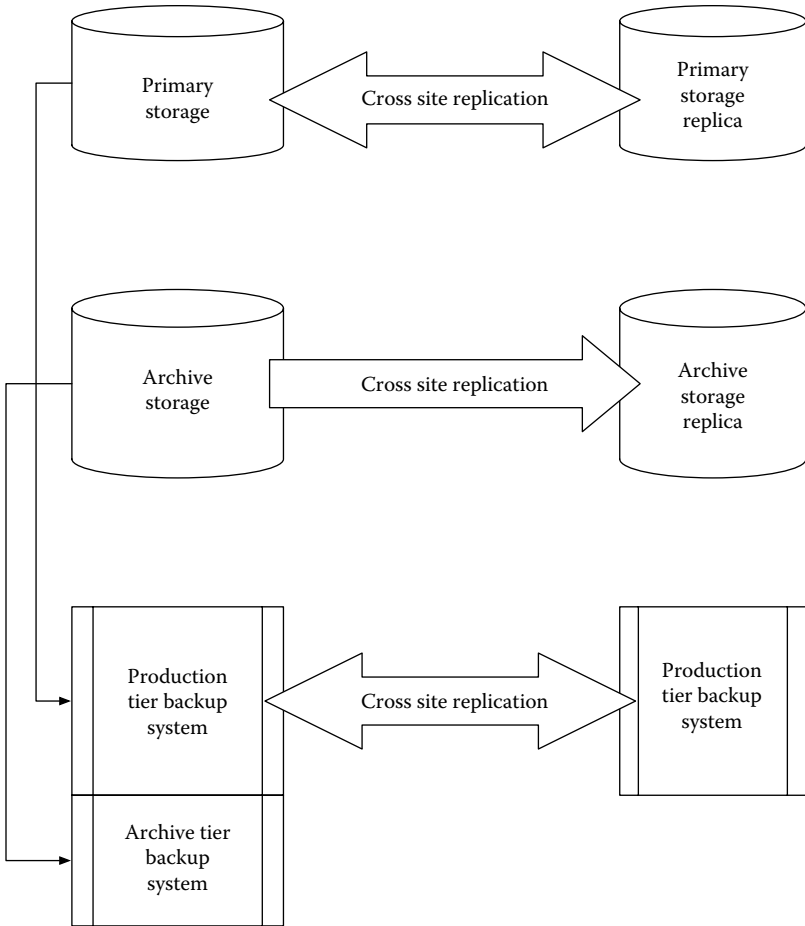 Primary
storage
Cross site replication
Primary
storage
replica
Archive
storage
Cross site replication
Archive
storage
replica
Production
tier backup
system
Cross site replication
Production
tier backup
system
Archive tier
backup
system